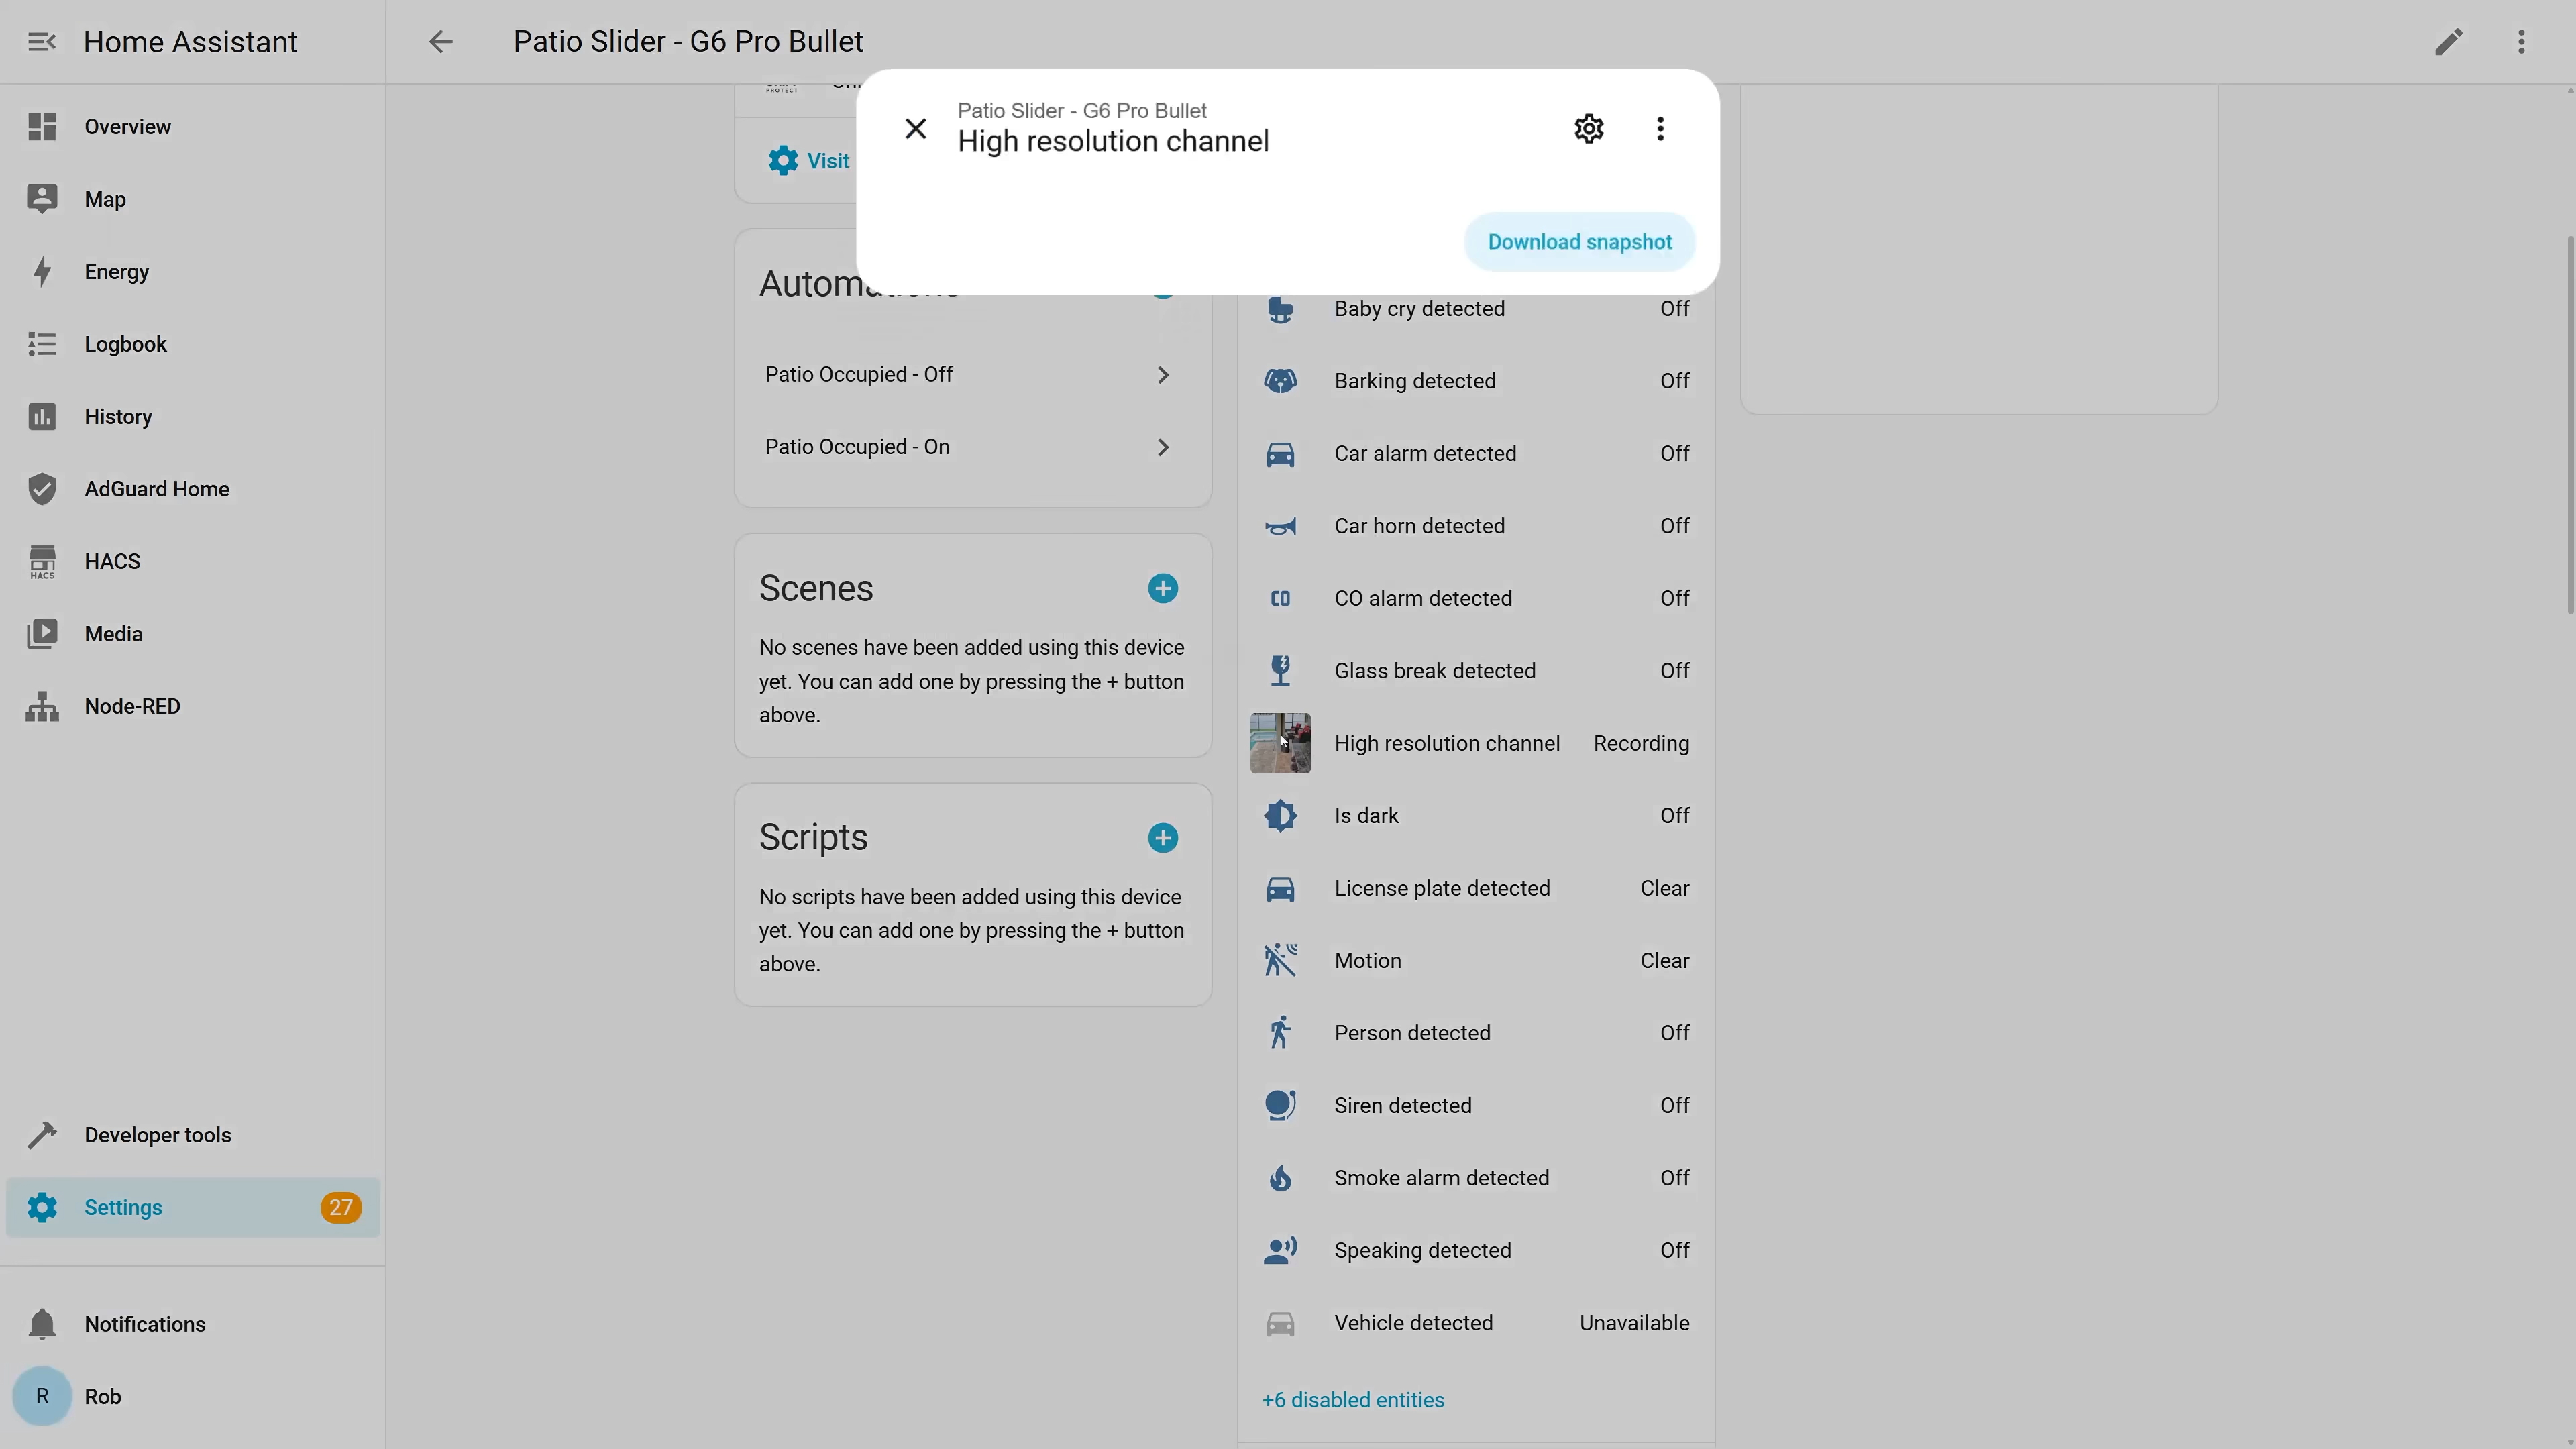 Home Assistant
Patio Slider - G6 Pro Bullet
Overview
Map
Energy
Logbook
History
AdGuard Home
HACS
HACS
Media
Node-RED
Developer tools
Settings
27
Notifications
R
Rob
PROTECT
Visit
Patio Slider - G6 Pro Bullet
High resolution channel
Download snapshot
Patio Occupied - Off
Patio Occupied - On
Scenes
No scenes have been added using this device
yet. You can add one by pressing the + button
above.
Scripts
No scripts have been added using this device
yet. You can add one by pressing the + button
above.
Baby cry detected Off
Barking detected Off
Car alarm detected Off
Car horn detected Off
CO CO alarm detected Off
Glass break detected Off
High resolution channel Recording
Is dark Off
License plate detected Clear
Motion Clear
Person detected Off
Siren detected Off
Smoke alarm detected Off
Speaking detected Off
Vehicle detected Unavailable
+6 disabled entities